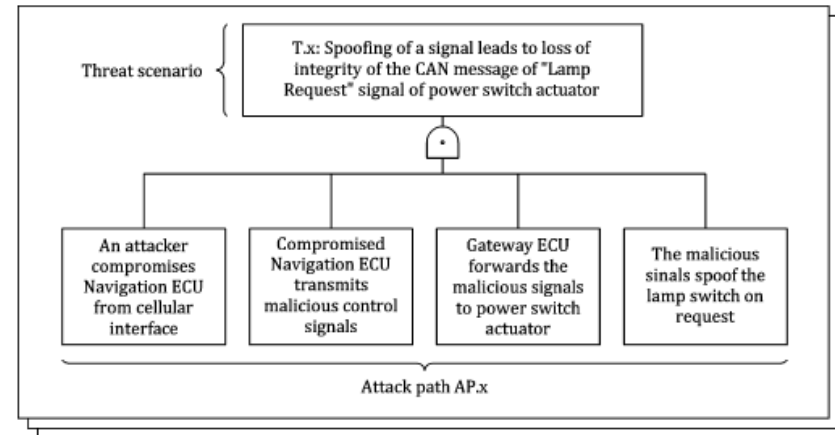 T.x: Spoofing of a signal leads to loss of
integrity of the CAN message of "Lamp
Request" signal of power switch actuator
Threat scenario
An attacker
compromises
Navigation ECU
from cellular
interface
Compromised
Navigation ECU
transmits
malicious control
signals
Gateway ECU
forwards the
malicious signals
to power switch
actuator
The malicious
sinals spoof the
lamp switch on
request
Attack path AP.x